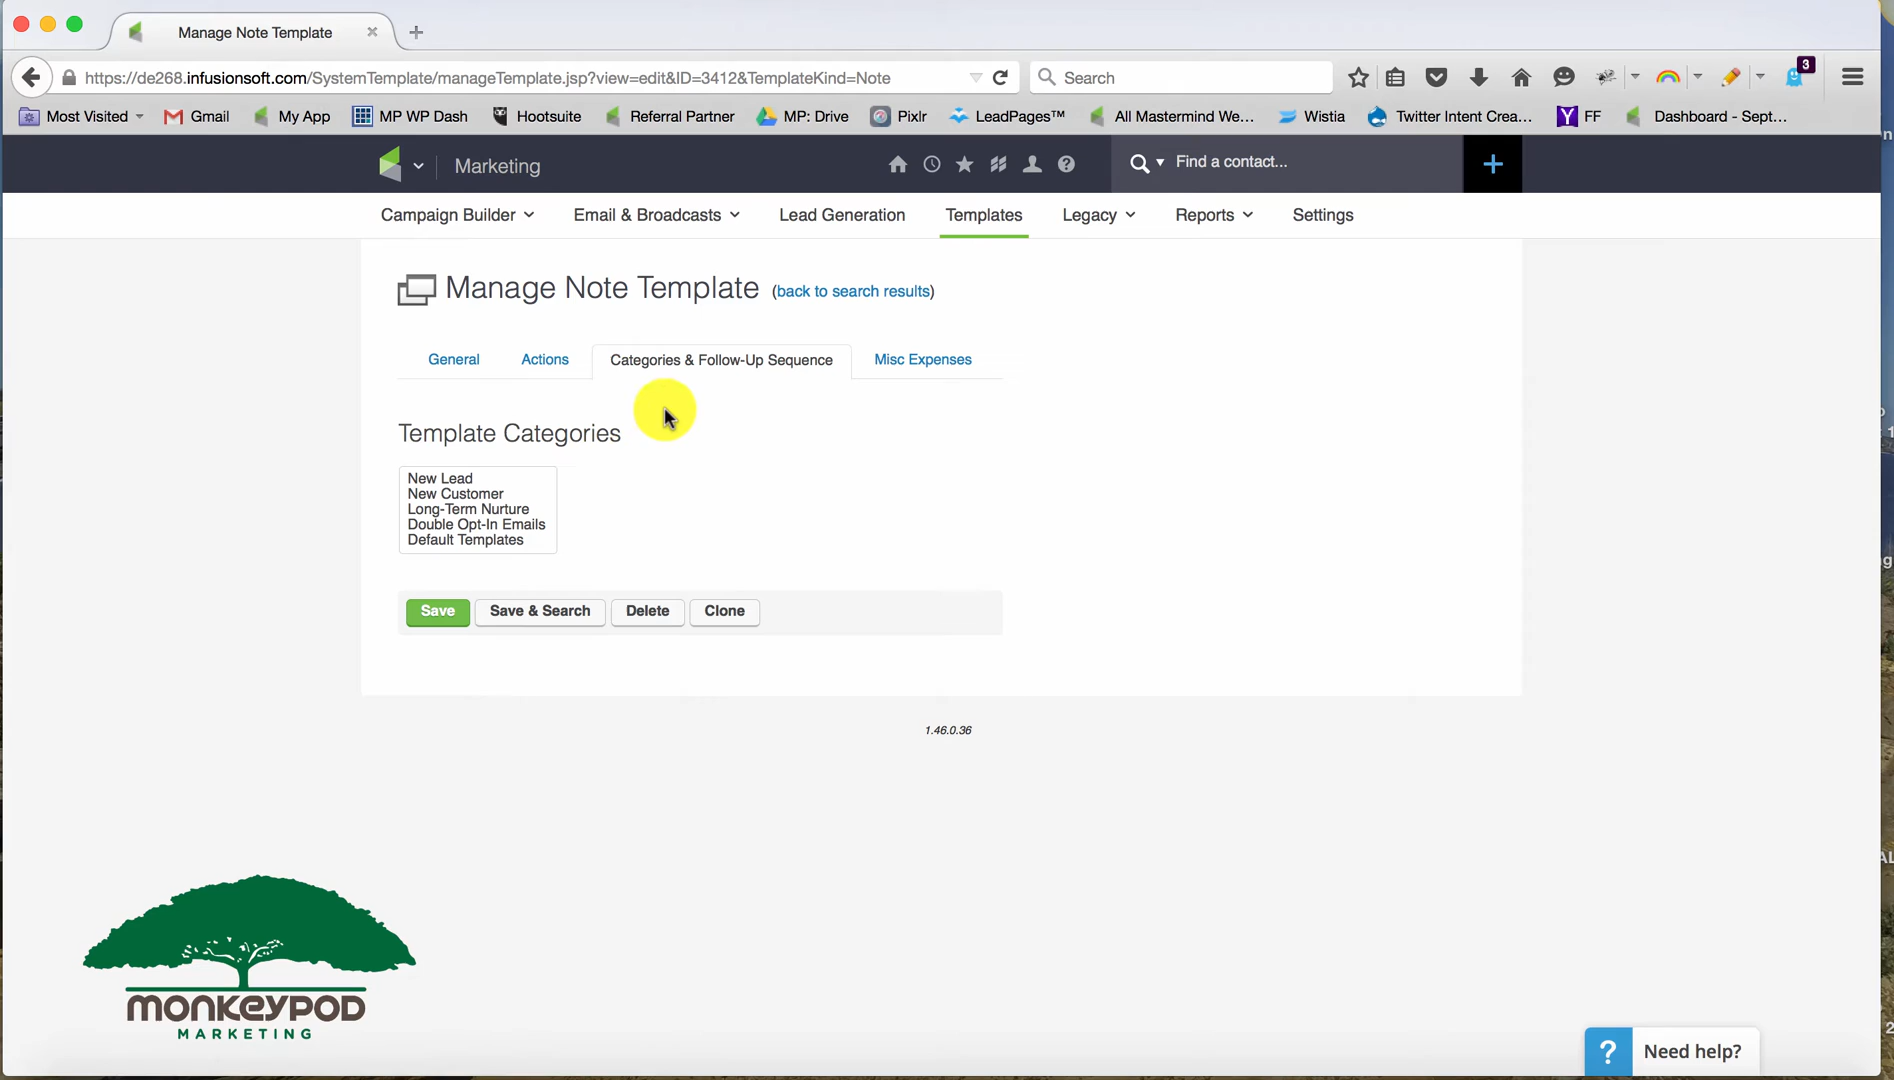 Manage Note Template
https://de268.infusionsoft.com/SystemTemplate/manageTemplate.jsp?view=edit&ID=3412&TemplateKind=Note
Search
3
Most Visited
Gmail
My App
MP WP Dash
Hootsuite
Referral Partner
MP: Drive
Pixlr
LeadPages™
All Mastermind We...
Wistia
Twitter Intent Crea...
FF
Dashboard - Sept...
Marketing
Find a contact...
Campaign Builder
Email & Broadcasts
Lead Generation
Templates
Legacy
Reports
Settings
Manage Note Template (back to search results)
General
Actions
Categories & Follow-Up Sequence
Misc Expenses
Template Categories
New Lead
New Customer
Long-Term Nurture
Double Opt-In Emails
Default Templates
Save
Save & Search
Delete
Clone
1.46.0.36
monkeypod
MARKETING
? Need help?